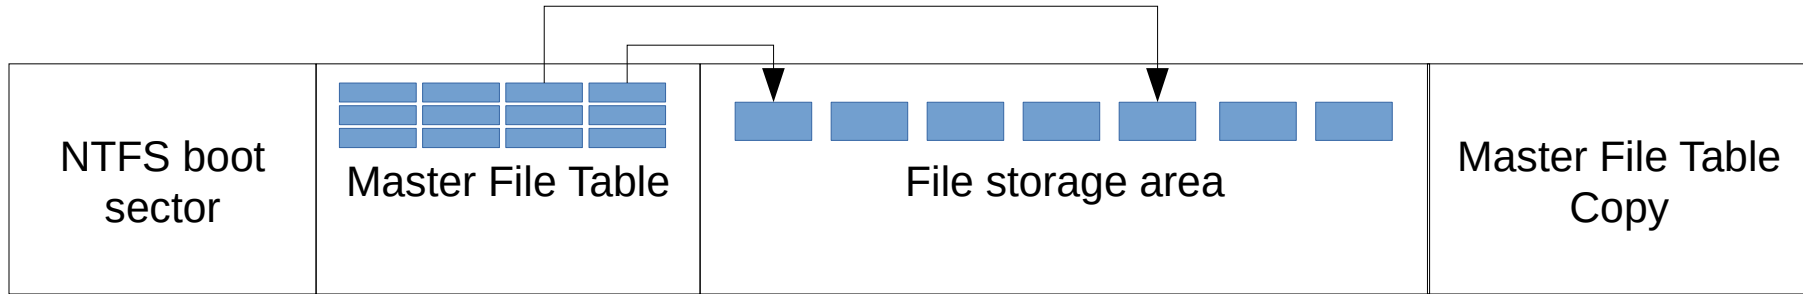 NTFS boot
sector
Master File Table
File storage area
Master File Table
Copy